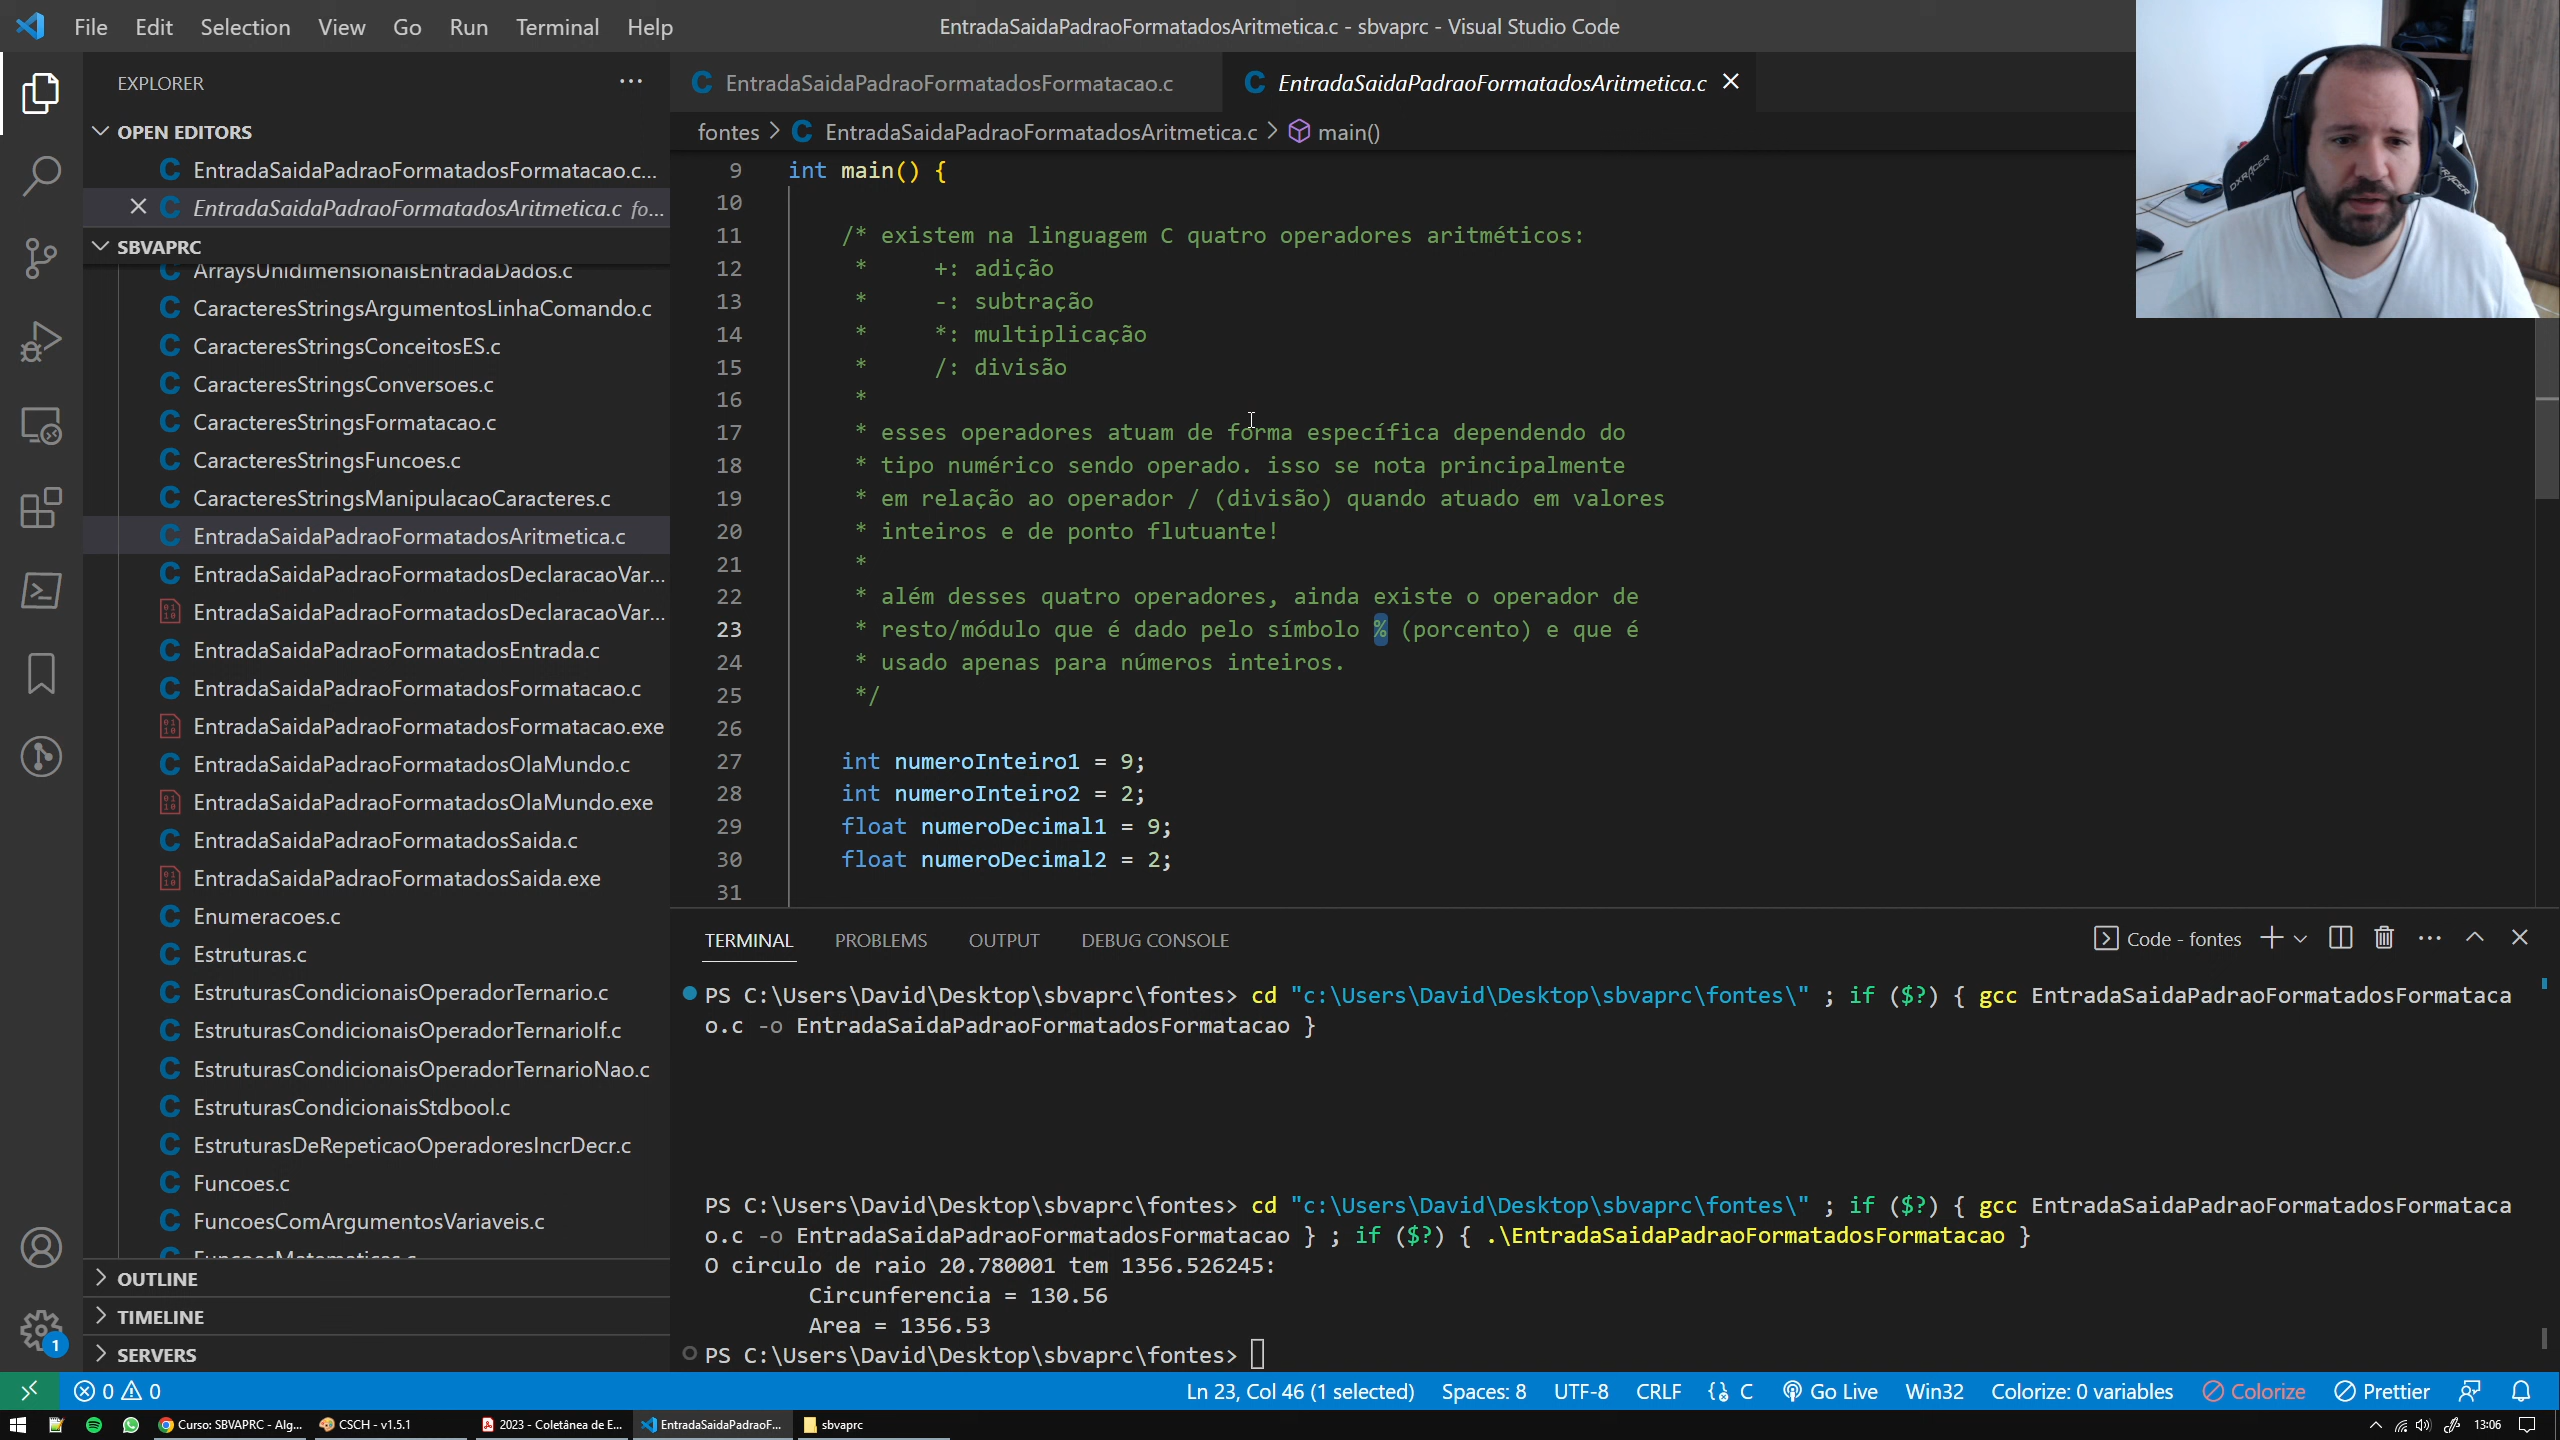 File Edit Selection View Go Run Terminal Help
EntradaSaidaPadraoFormatadosAritmetica.c - sbvaprc - Visual Studio Code
EXPLORER
OPEN EDITORS
EntradaSaidaPadraoFormatadosFormatacao.c...
EntradaSaidaPadraoFormatadosAritmetica.c fo...
SBVAPRC
ArraysUnidimensionaisEntradaDados.c
CaracteresStringsArgumentosLinhaComando.c
CaracteresStringsConceitosES.c
CaracteresStringsConversoes.c
CaracteresStringsFormatacao.c
CaracteresStringsFuncoes.c
CaracteresStringsManipulacaoCaracteres.c
EntradaSaidaPadraoFormatadosAritmetica.c
EntradaSaidaPadraoFormatadosDeclaracaoVar...
EntradaSaidaPadraoFormatadosDeclaracaoVar...
EntradaSaidaPadraoFormatadosEntrada.c
EntradaSaidaPadraoFormatadosFormatacao.c
EntradaSaidaPadraoFormatadosFormatacao.exe
EntradaSaidaPadraoFormatadosOlaMundo.c
EntradaSaidaPadraoFormatadosOlaMundo.exe
EntradaSaidaPadraoFormatadosSaida.c
EntradaSaidaPadraoFormatadosSaida.exe
Enumeracoes.c
Estruturas.c
EstruturasCondicionaisOperadorTernario.c
EstruturasCondicionaisOperadorTernarioIf.c
EstruturasCondicionaisOperadorTernarioNao.c
EstruturasCondicionaisStdbool.c
EstruturasDeRepeticaoOperadoresIncrDecr.c
Funcoes.c
FuncoesComArgumentosVariaveis.c
FuncoesMatematicas.c
OUTLINE
TIMELINE
SERVERS
EntradaSaidaPadraoFormatadosFormatacao.c
EntradaSaidaPadraoFormatadosAritmetica.c
fontes > EntradaSaidaPadraoFormatadosAritmetica.c > main()
9 int main() {
10
11 /* existem na linguagem C quatro operadores aritméticos:
12 * +: adição
13 * -: subtração
14 * *: multiplicação
15 * /: divisão
16 *
17 * esses operadores atuam de forma específica dependendo do
18 * tipo numérico sendo operado. isso se nota principalmente
19 * em relação ao operador / (divisão) quando atuado em valores
20 * inteiros e de ponto flutuante!
21 *
22 * além desses quatro operadores, ainda existe o operador de
23 * resto/módulo que é dado pelo símbolo % (porcento) e que é
24 * usado apenas para números inteiros.
25 */
26
27 int numeroInteiro1 = 9;
28 int numeroInteiro2 = 2;
29 float numeroDecimal1 = 9;
30 float numeroDecimal2 = 2;
31
DXRACER
TERMINAL PROBLEMS OUTPUT DEBUG CONSOLE
Code - fontes
PS C:\Users\David\Desktop\sbvaprc\fontes> cd "c:\Users\David\Desktop\sbvaprc\fontes\" ; if ($?) { gcc EntradaSaidaPadraoFormatadosFormataca
o.c -o EntradaSaidaPadraoFormatadosFormatacao }
PS C:\Users\David\Desktop\sbvaprc\fontes> cd "c:\Users\David\Desktop\sbvaprc\fontes\" ; if ($?) { gcc EntradaSaidaPadraoFormatadosFormataca
o.c -o EntradaSaidaPadraoFormatadosFormatacao } ; if ($?) { .\EntradaSaidaPadraoFormatadosFormatacao }
O circulo de raio 20.780001 tem 1356.526245:
Circunferencia = 130.56
Area = 1356.53
PS C:\Users\David\Desktop\sbvaprc\fontes>
1
0 0
Ln 23, Col 46 (1 selected) Spaces: 8 UTF-8 CRLF C Go Live Win32 Colorize: 0 variables Colorize Prettier
Curso: SBVAPRC - Alg... CSCH - v1.5.1 2023 - Coletânea de E... EntradaSaidaPadraoF... sbvaprc
13:06